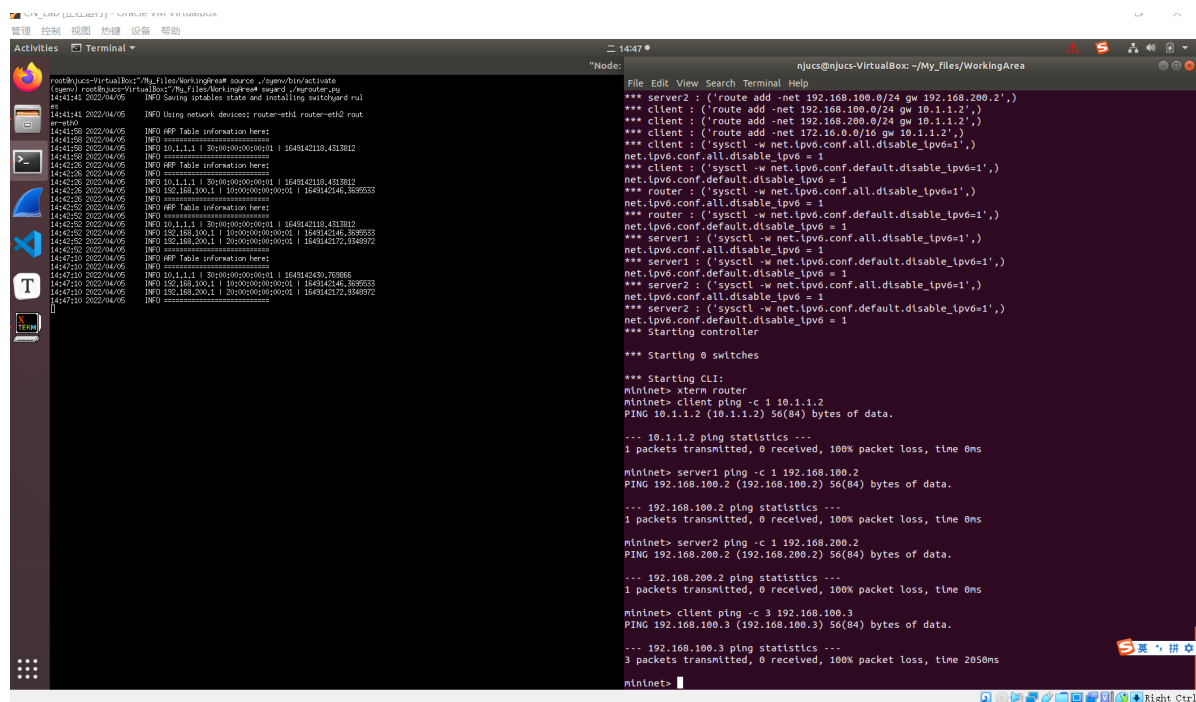 CN_Lab [正在运行] - Oracle VM VirtualBox
管理 控制 视图 热键 设备 帮助
Activities Terminal
二 14:47
"Node:
root@njucs-VirtualBox:~/My_files/WorkingArea# source ./syenv/bin/activate
(syenv) root@njucs-VirtualBox:~/My_files/WorkingArea# swyard ./myrouter.py
14:41:41 2022/04/05 INFO Saving iptables state and installing switchyard rul
es
14:41:41 2022/04/05 INFO Using network devices: router-eth1 router-eth2 rout
er-eth0
14:41:58 2022/04/05 INFO ARP Table information here:
14:41:58 2022/04/05 INFO ==========================
14:41:58 2022/04/05 INFO 10.1.1.1 | 30:00:00:00:00:01 | 1649142118.4313812
14:41:58 2022/04/05 INFO ==========================
14:42:26 2022/04/05 INFO ARP Table information here:
14:42:26 2022/04/05 INFO ==========================
14:42:26 2022/04/05 INFO 10.1.1.1 | 30:00:00:00:00:01 | 1649142118.4313812
14:42:26 2022/04/05 INFO 192.168.100.1 | 10:00:00:00:00:01 | 1649142146.3695533
14:42:26 2022/04/05 INFO ==========================
14:42:52 2022/04/05 INFO ARP Table information here:
14:42:52 2022/04/05 INFO ==========================
14:42:52 2022/04/05 INFO 10.1.1.1 | 30:00:00:00:00:01 | 1649142118.4313812
14:42:52 2022/04/05 INFO 192.168.100.1 | 10:00:00:00:00:01 | 1649142146.3695533
14:42:52 2022/04/05 INFO 192.168.200.1 | 20:00:00:00:00:01 | 1649142172.9348972
14:42:52 2022/04/05 INFO ==========================
14:47:10 2022/04/05 INFO ARP Table information here:
14:47:10 2022/04/05 INFO ==========================
14:47:10 2022/04/05 INFO 10.1.1.1 | 30:00:00:00:00:01 | 1649142430.769866
14:47:10 2022/04/05 INFO 192.168.100.1 | 10:00:00:00:00:01 | 1649142146.3695533
14:47:10 2022/04/05 INFO 192.168.200.1 | 20:00:00:00:00:01 | 1649142172.9348972
14:47:10 2022/04/05 INFO ==========================
njucs@njucs-VirtualBox: ~/My_files/WorkingArea
File Edit View Search Terminal Help
*** server2 : ('route add -net 192.168.100.0/24 gw 192.168.200.2',)
*** client : ('route add -net 192.168.100.0/24 gw 10.1.1.2',)
*** client : ('route add -net 192.168.200.0/24 gw 10.1.1.2',)
*** client : ('route add -net 172.16.0.0/16 gw 10.1.1.2',)
*** client : ('sysctl -w net.ipv6.conf.all.disable_ipv6=1',)
net.ipv6.conf.all.disable_ipv6 = 1
*** client : ('sysctl -w net.ipv6.conf.default.disable_ipv6=1',)
net.ipv6.conf.default.disable_ipv6 = 1
*** router : ('sysctl -w net.ipv6.conf.all.disable_ipv6=1',)
net.ipv6.conf.all.disable_ipv6 = 1
*** router : ('sysctl -w net.ipv6.conf.default.disable_ipv6=1',)
net.ipv6.conf.default.disable_ipv6 = 1
*** server1 : ('sysctl -w net.ipv6.conf.all.disable_ipv6=1',)
net.ipv6.conf.all.disable_ipv6 = 1
*** server1 : ('sysctl -w net.ipv6.conf.default.disable_ipv6=1',)
net.ipv6.conf.default.disable_ipv6 = 1
*** server2 : ('sysctl -w net.ipv6.conf.all.disable_ipv6=1',)
net.ipv6.conf.all.disable_ipv6 = 1
*** server2 : ('sysctl -w net.ipv6.conf.default.disable_ipv6=1',)
net.ipv6.conf.default.disable_ipv6 = 1
*** Starting controller
*** Starting 0 switches
*** Starting CLI:
mininet> xterm router
mininet> client ping -c 1 10.1.1.2
PING 10.1.1.2 (10.1.1.2) 56(84) bytes of data.
--- 10.1.1.2 ping statistics ---
1 packets transmitted, 0 received, 100% packet loss, time 0ms
mininet> server1 ping -c 1 192.168.100.2
PING 192.168.100.2 (192.168.100.2) 56(84) bytes of data.
--- 192.168.100.2 ping statistics ---
1 packets transmitted, 0 received, 100% packet loss, time 0ms
mininet> server2 ping -c 1 192.168.200.2
PING 192.168.200.2 (192.168.200.2) 56(84) bytes of data.
--- 192.168.200.2 ping statistics ---
1 packets transmitted, 0 received, 100% packet loss, time 0ms
mininet> client ping -c 3 192.168.100.3
PING 192.168.100.3 (192.168.100.3) 56(84) bytes of data.
--- 192.168.100.3 ping statistics ---
3 packets transmitted, 0 received, 100% packet loss, time 2050ms
mininet>
英 拼
Right Ctrl